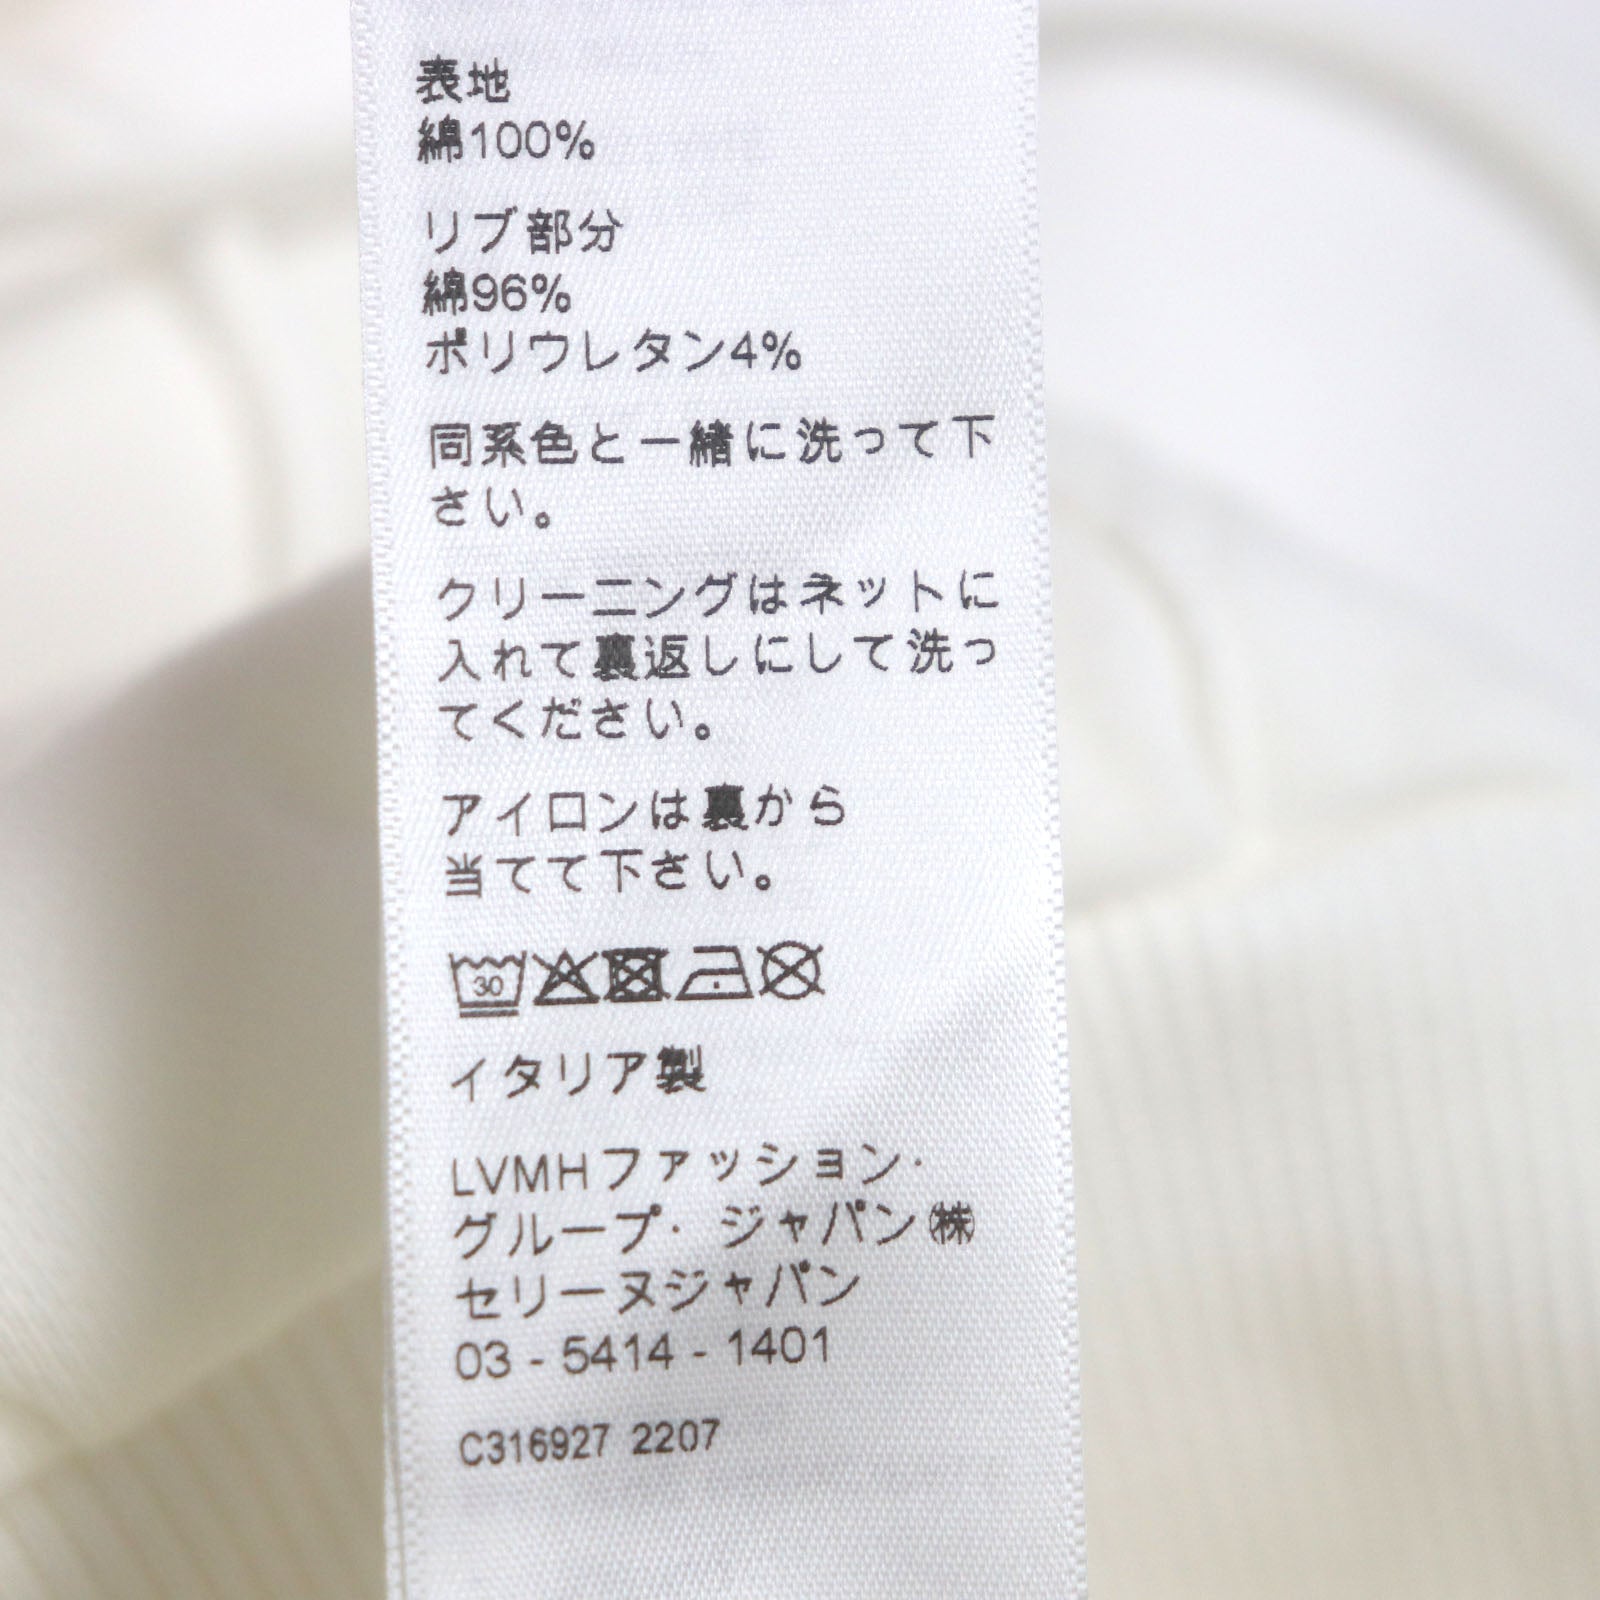 表地
綿100%
リブ部分
綿96%
ポリウレタン4%
同系色と一緒に洗って下
さい。
クリーニングはネットに
入れて裏返しにして洗っ
てください。
アイロンは裏から
当てて下さい。
30
イタリア製
LVMHファッション·
グループ· ジャパン㈱
セリーヌジャパン
03 - 5414 - 1401
C316927 2207